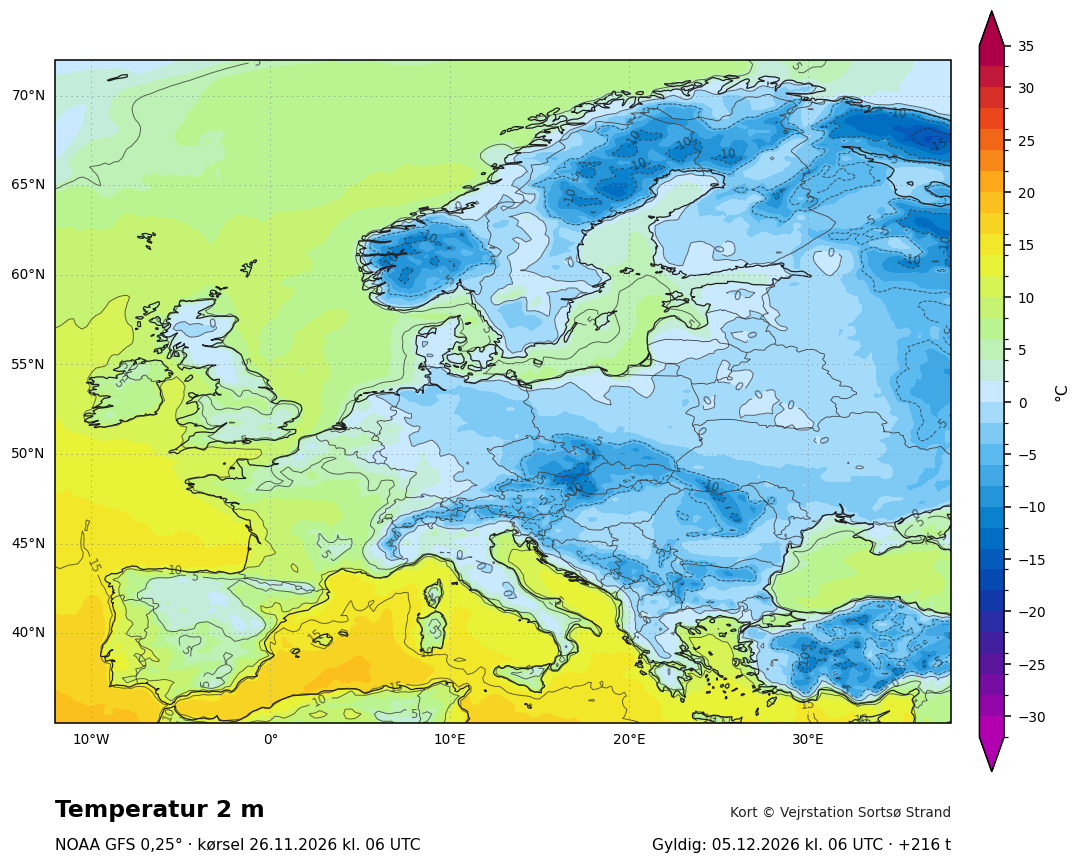 70°N
65°N
60°N
55°N
50°N
45°N
40°N
10°W
0°
10°E
20°E
30°E
35
30
25
20
15
10
5
0
−5
−10
−15
−20
−25
−30
°C
Temperatur 2 m
Kort © Vejrstation Sortsø Strand
NOAA GFS 0,25° · kørsel 26.11.2026 kl. 06 UTC
Gyldig: 05.12.2026 kl. 06 UTC · +216 t